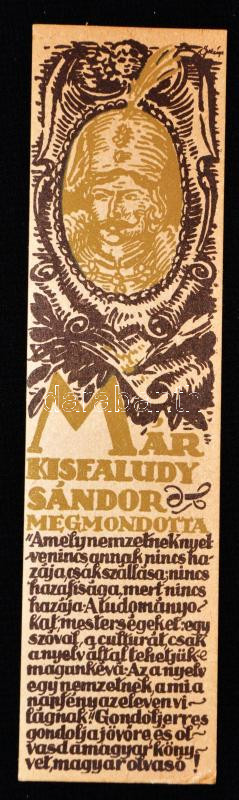 MÁR
KISFALUDY
SÁNDOR
MEGMONDOTTA
"Amely nemzetnek nyel-
ve nincs annak nincs ha-
zája, csak szállása: nincs
hazafisága, mert nincs
hazája. A tudományo-
kat, mesterségeket: egy
szóval, a culturát, csak
a nyelv által tehetjük-
magunkévá. Az a nyelv
egy nemzetnek, ami a
napfény az eleven vi-
lágnak!" Gondolj erre s
gondolj a jövőre, és ol-
vasd a magyar köny-
vet, magyar olvasó!
darabanth.com